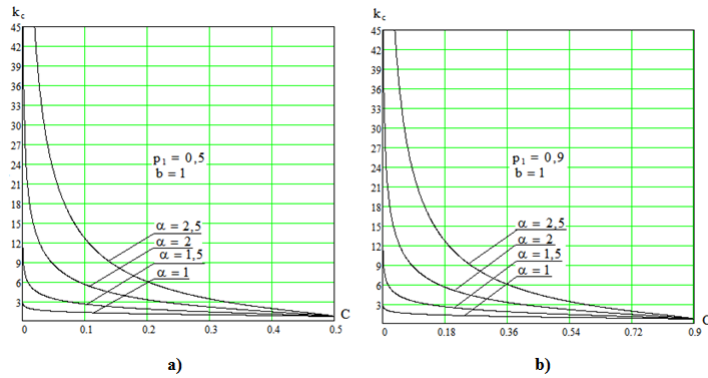 k_c
45
42
39
36
33
30
27
24
21
18
15
12
9
6
3
p₁ = 0,5
b = 1
α = 2,5
α = 2
α = 1,5
α = 1
C
0
0.1
0.2
0.3
0.4
0.5
a)
k_c
45
42
39
36
33
30
27
24
21
18
15
12
9
6
3
p₁ = 0,9
b = 1
α = 2,5
α = 2
α = 1,5
α = 1
C
0
0.18
0.36
0.54
0.72
0.9
b)